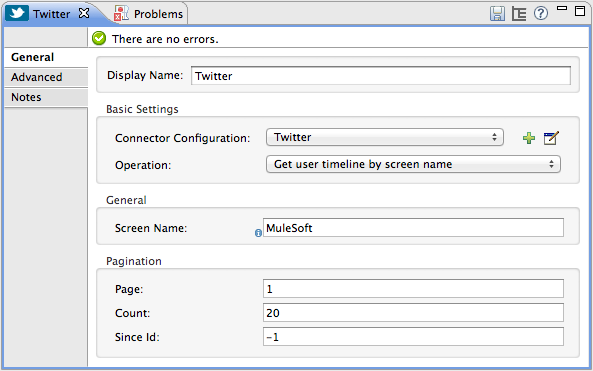 Twitter Problems
There are no errors.
General
Advanced
Notes
Display Name: Twitter
Basic Settings
Connector Configuration: Twitter
Operation: Get user timeline by screen name
General
Screen Name: MuleSoft
Pagination
Page: 1
Count: 20
Since Id: -1